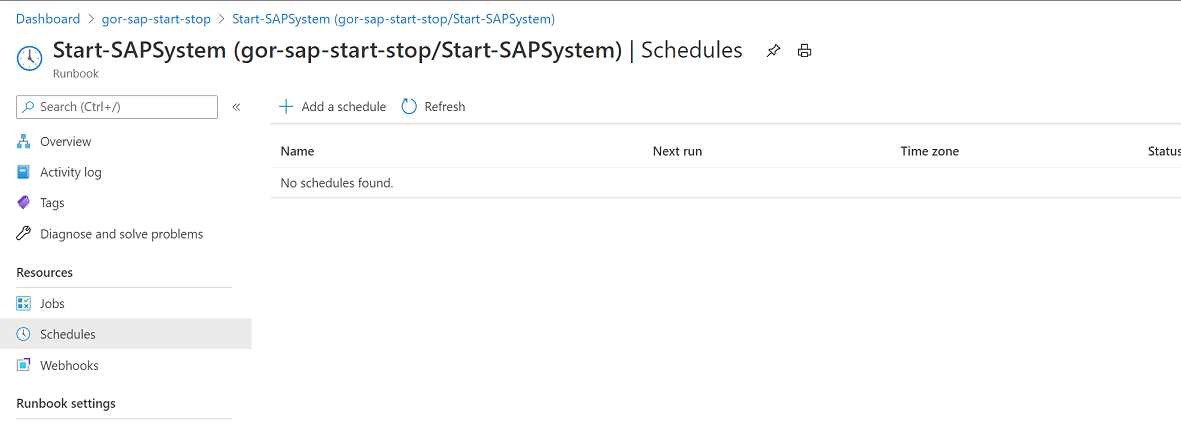 Dashboard > gor-sap-start-stop > Start-SAPSystem (gor-sap-start-stop/Start-SAPSystem)
Start-SAPSystem (gor-sap-start-stop/Start-SAPSystem) | Schedules
Runbook
Search (Ctrl+/) «
Overview
Activity log
Tags
Diagnose and solve problems
Resources
Jobs
Schedules
Webhooks
Runbook settings
+ Add a schedule Refresh
Name Next run Time zone Status
No schedules found.